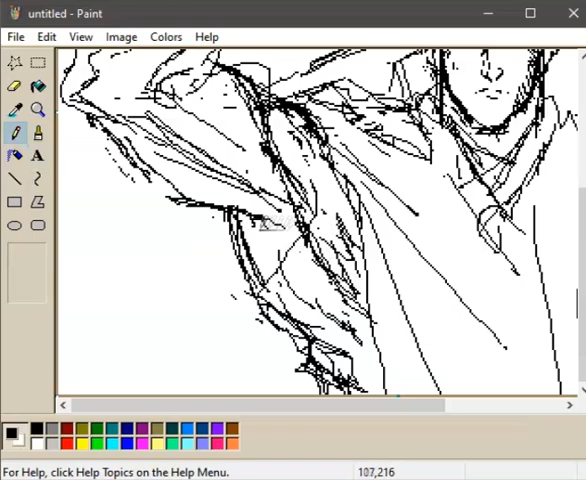 untitled - Paint
File Edit View Image Colors Help
A
For Help, click Help Topics on the Help Menu.
107,216